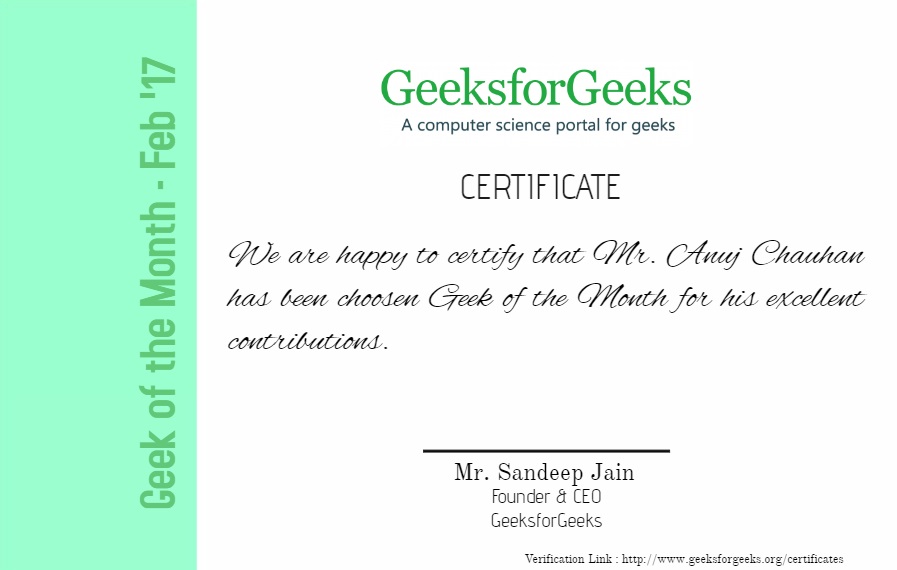 Geek of the Month - Feb '17
GeeksforGeeks
A computer science portal for geeks
CERTIFICATE
We are happy to certify that Mr. Anuj Chauhan
has been choosen Geek of the Month for his excellent
contributions.
Mr. Sandeep Jain
Founder & CEO
GeeksforGeeks
Verification Link : http://www.geeksforgeeks.org/certificates